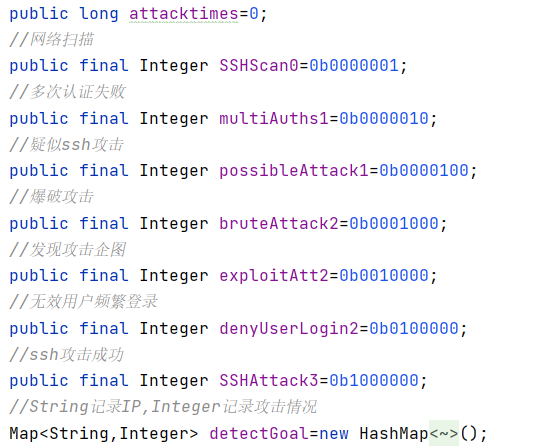 public long attacktimes=0;
//网络扫描
public final Integer SSHScan0=0b0000001;
//多次认证失败
public final Integer multiAuths1=0b0000010;
//疑似ssh攻击
public final Integer possibleAttack1=0b0000100;
//爆破攻击
public final Integer bruteAttack2=0b0001000;
//发现攻击企图
public final Integer exploitAtt2=0b0010000;
//无效用户频繁登录
public final Integer denyUserLogin2=0b0100000;
//ssh攻击成功
public final Integer SSHAttack3=0b1000000;
//String记录IP,Integer记录攻击情况
Map<String,Integer> detectGoal=new HashMap<~>();